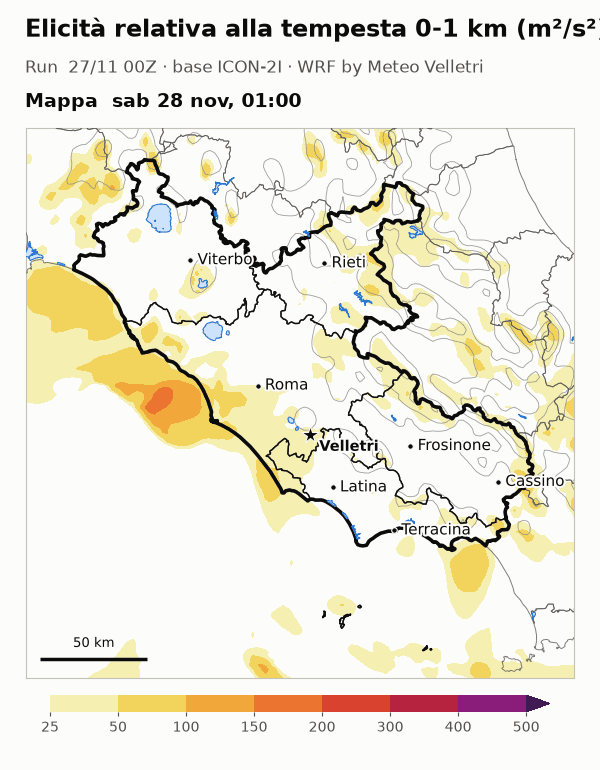 Elicità relativa alla tempesta 0-1 km (m²/s²)
Run 27/11 00Z · base ICON-2I · WRF by Meteo Velletri
Mappa sab 28 nov, 01:00
Viterbo
Rieti
Roma
Velletri
Frosinone
Latina
Cassino
Terracina
50 km
25 50 100 150 200 300 400 500